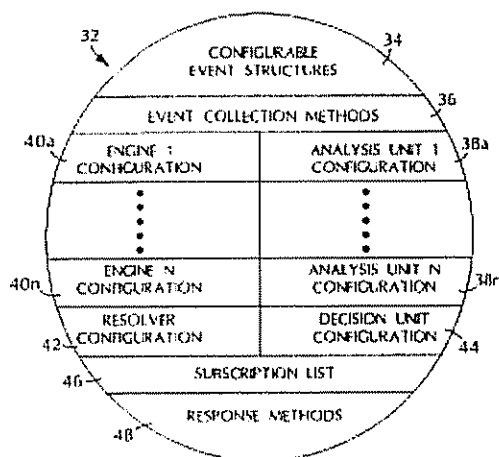 32
CONFIGURABLE
EVENT STRUCTURES
34
EVENT COLLECTION METHODS
36
40a
ENGINE 1
CONFIGURATION
ANALYSIS UNIT 1
CONFIGURATION
38a
40n
ENGINE N
CONFIGURATION
ANALYSIS UNIT N
CONFIGURATION
38n
42
RESOLVER
CONFIGURATION
DECISION UNIT
CONFIGURATION
44
46
SUBSCRIPTION LIST
48
RESPONSE METHODS